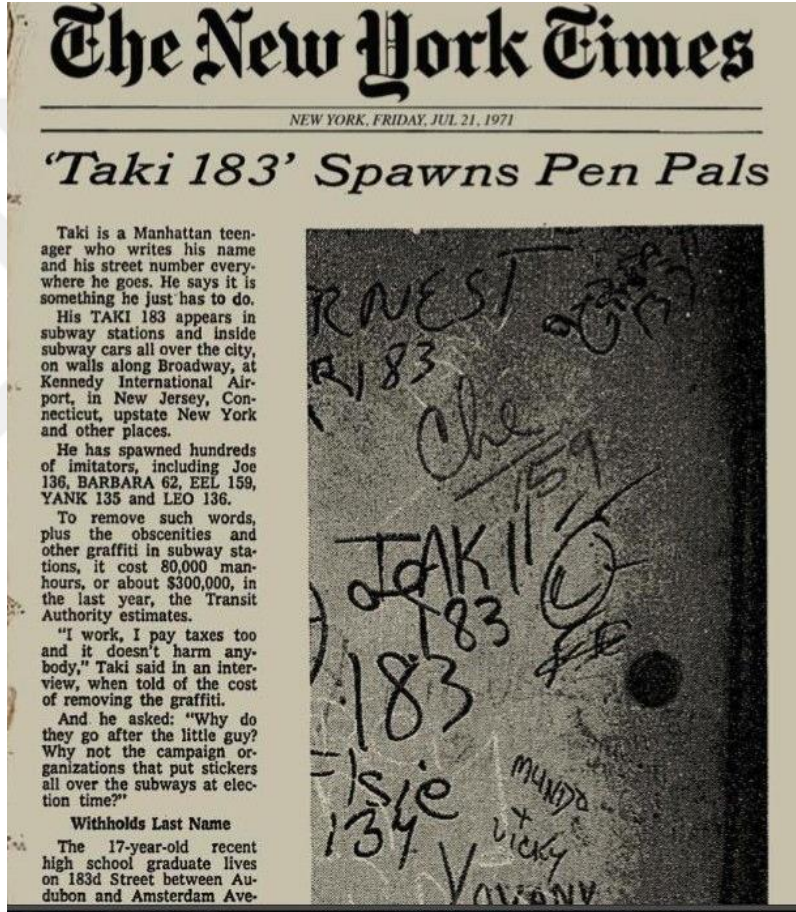 The New York Times
NEW YORK, FRIDAY, JUL 21, 1971
'Taki 183' Spawns Pen Pals
Taki is a Manhattan teen-
ager who writes his name
and his street number every-
where he goes. He says it is
something he just has to do.
His TAKI 183 appears in
subway stations and inside
subway cars all over the city,
on walls along Broadway, at
Kennedy International Air-
port, in New Jersey, Con-
necticut, upstate New York
and other places.
He has spawned hundreds
of imitators, including Joe
136, BARBARA 62, EEL 159,
YANK 135 and LEO 136.
To remove such words,
plus the obscenities and
other graffiti in subway sta-
tions, it cost 80,000 man-
hours, or about $300,000, in
the last year, the Transit
Authority estimates.
"I work, I pay taxes too
and it doesn't harm any-
body," Taki said in an inter-
view, when told of the cost
of removing the graffiti.
And he asked: "Why do
they go after the little guy?
Why not the campaign or-
ganizations that put stickers
all over the subways at elec-
tion time?"
Withholds Last Name
The 17-year-old recent
high school graduate lives
on 183d Street between Au-
dubon and Amsterdam Ave-
RNEST
183
Che
159
TAKI
183
183
Elsie
134
MUNDO
+
VICKY